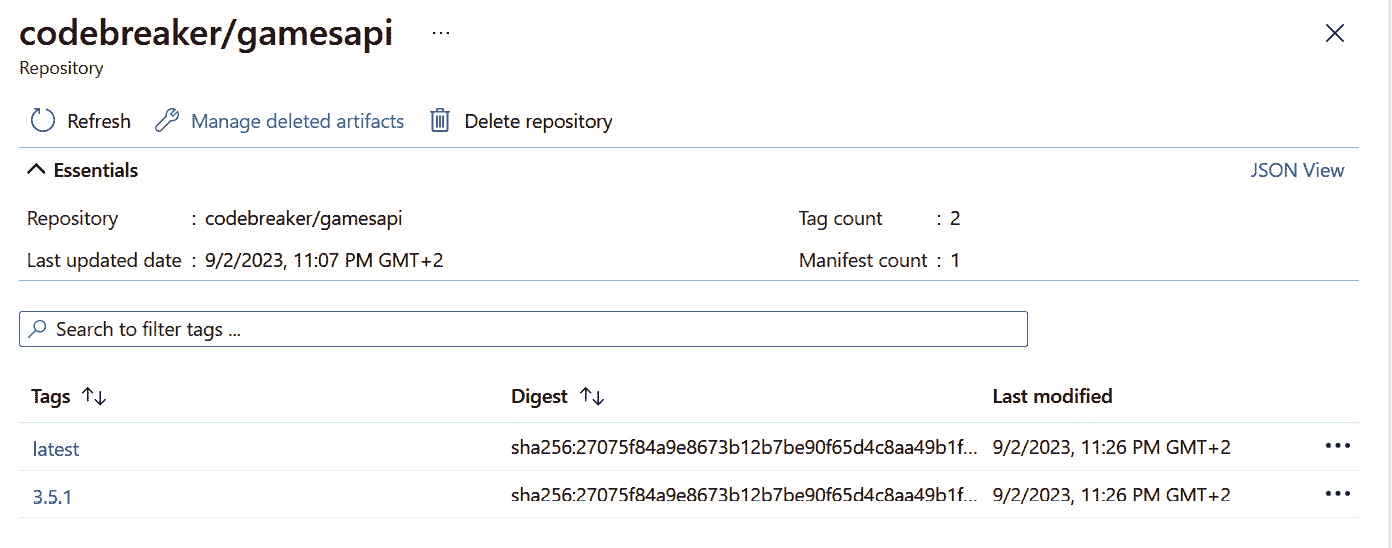 codebreaker/gamesapi ...
Repository
Refresh Manage deleted artifacts Delete repository
Essentials JSON View
Repository : codebreaker/gamesapi Tag count : 2
Last updated date : 9/2/2023, 11:07 PM GMT+2 Manifest count : 1
Search to filter tags ...
Tags Digest Last modified
latest sha256:27075f84a9e8673b12b7be90f65d4c8aa49b1f... 9/2/2023, 11:26 PM GMT+2 ...
3.5.1 sha256:27075f84a9e8673b12b7be90f65d4c8aa49b1f... 9/2/2023, 11:26 PM GMT+2 ...